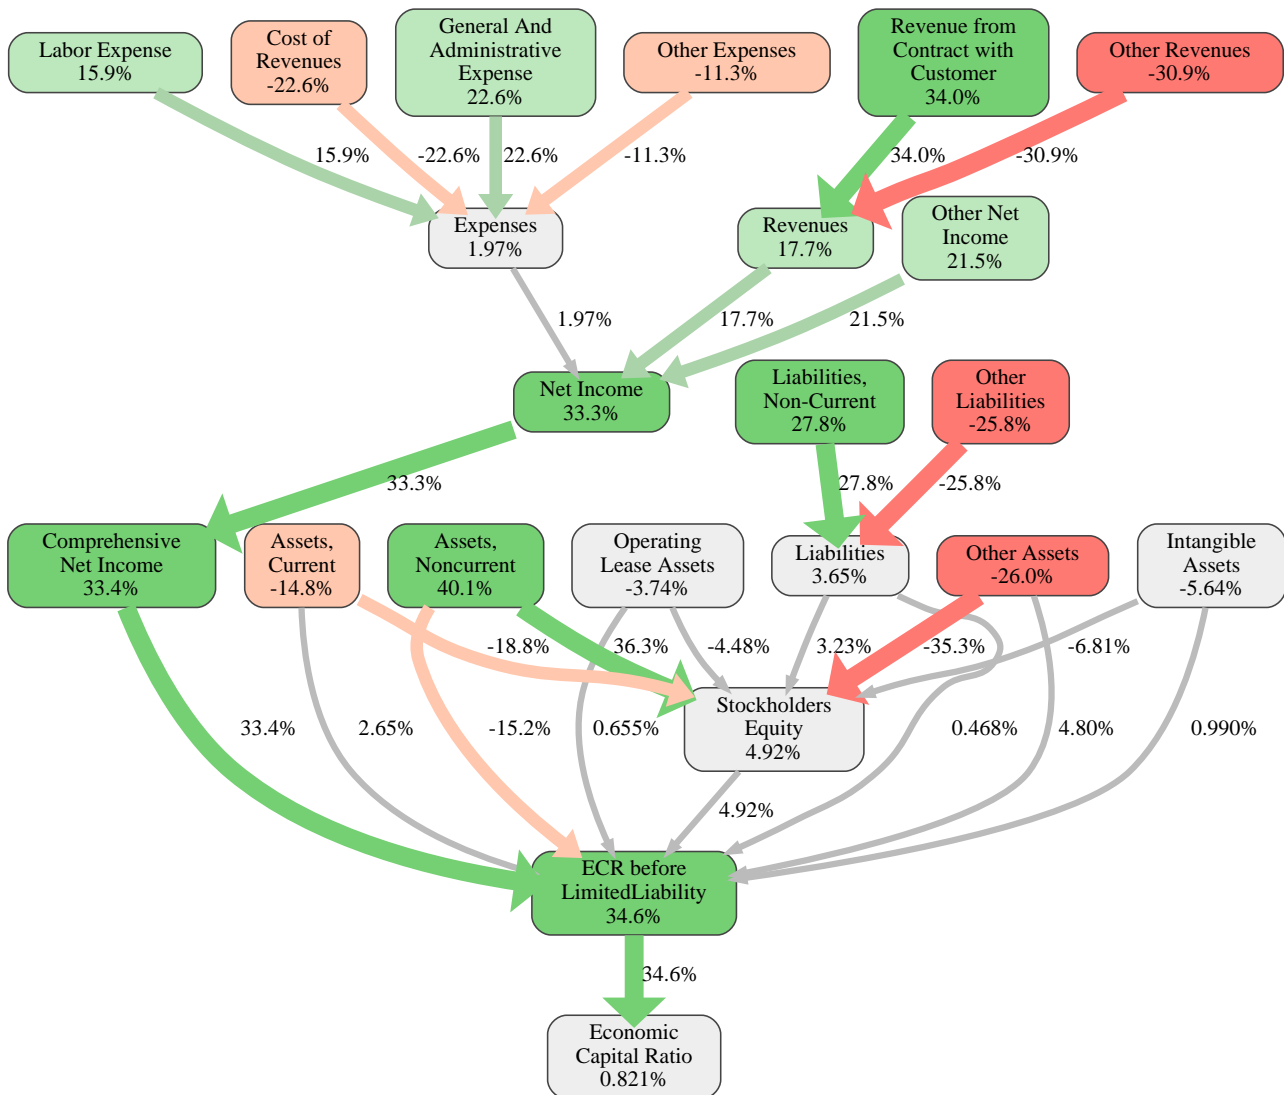 Labor Expense
15.9%
Cost of
Revenues
-22.6%
General And
Administrative
Expense
22.6%
Other Expenses
-11.3%
Revenue from
Contract with
Customer
34.0%
Other Revenues
-30.9%
15.9%
-22.6%
22.6%
-11.3%
34.0%
-30.9%
Expenses
1.97%
Revenues
17.7%
Other Net
Income
21.5%
1.97%
17.7%
21.5%
Net Income
33.3%
Liabilities,
Non-Current
27.8%
Other
Liabilities
-25.8%
33.3%
27.8%
-25.8%
Comprehensive
Net Income
33.4%
Assets,
Current
-14.8%
Assets,
Noncurrent
40.1%
Operating
Lease Assets
-3.74%
Liabilities
3.65%
Other Assets
-26.0%
Intangible
Assets
-5.64%
-18.8%
36.3%
-4.48%
3.23%
-35.3%
-6.81%
Stockholders
Equity
4.92%
33.4%
2.65%
-15.2%
0.655%
0.468%
4.80%
0.990%
4.92%
ECR before
LimitedLiability
34.6%
34.6%
Economic
Capital Ratio
0.821%